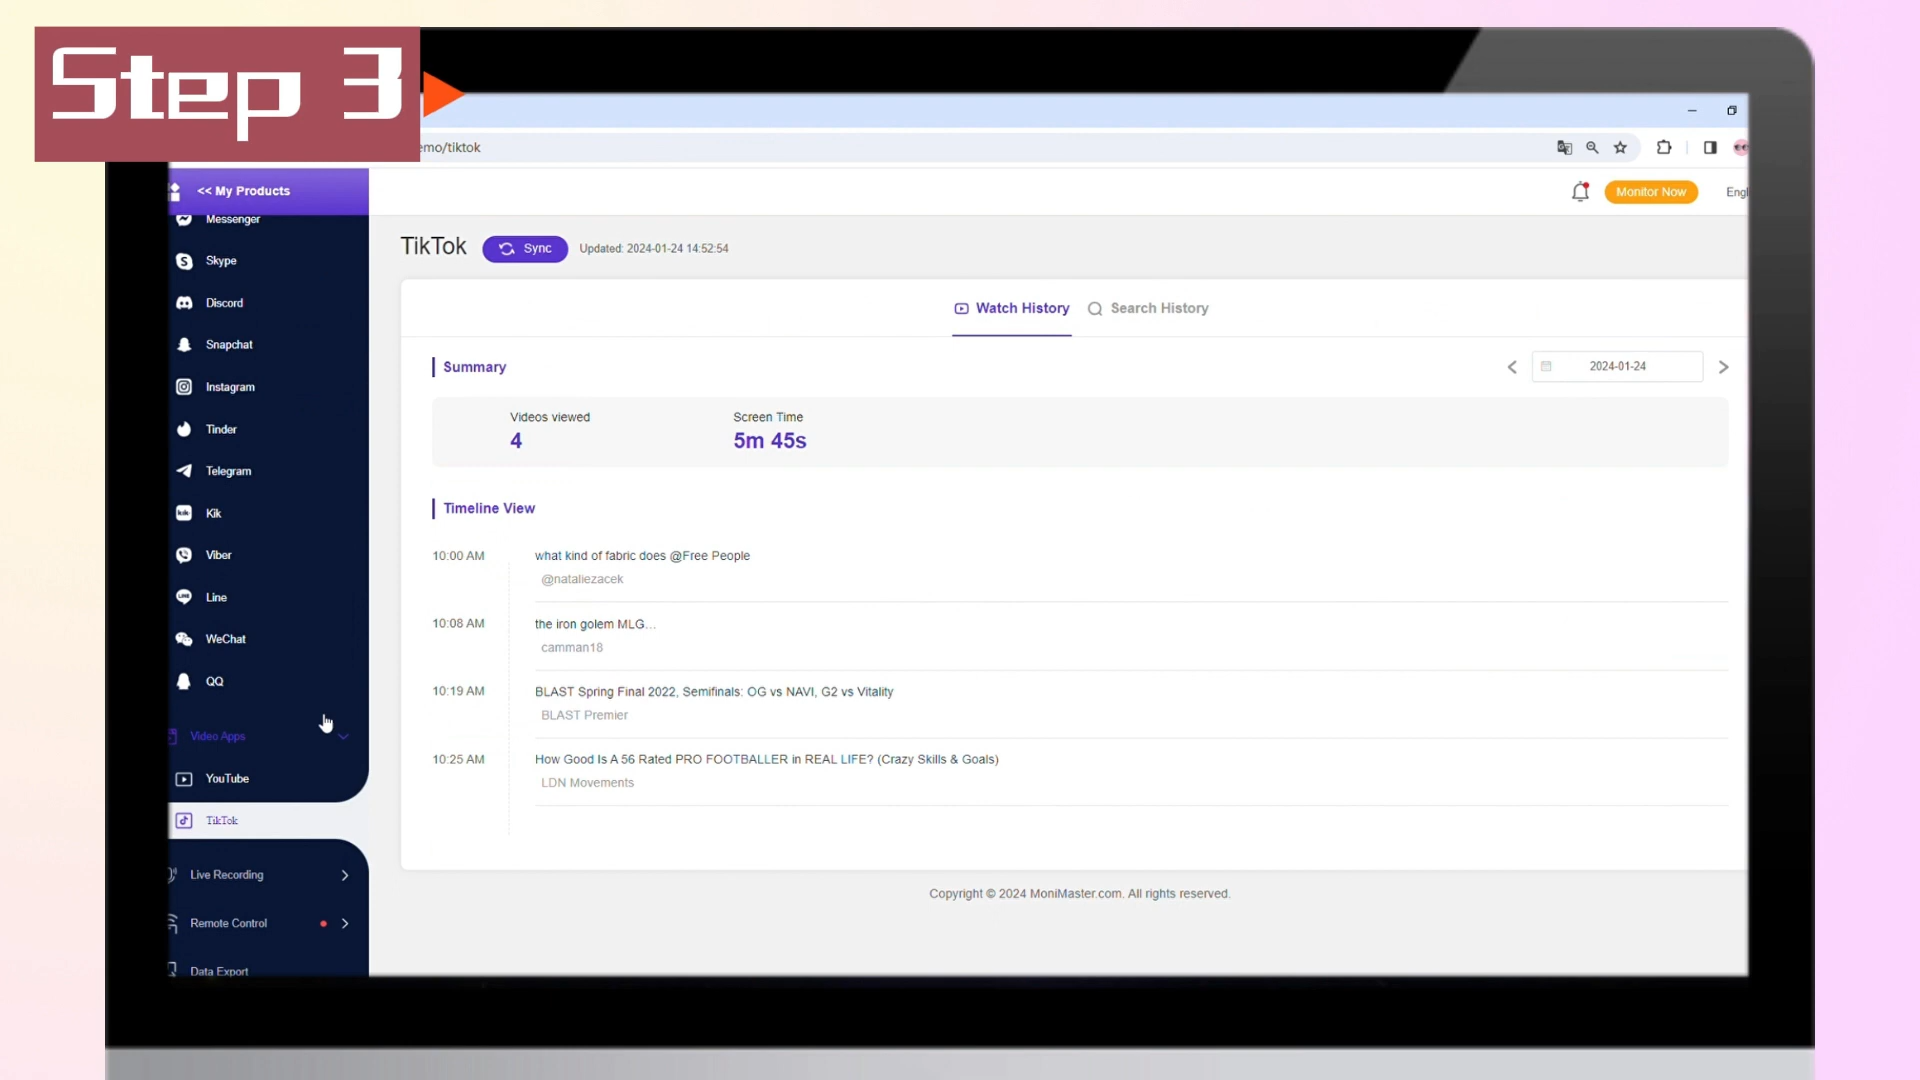 Step 3
emo/tiktok
<< My Products
Monitor Now
Engl
Messenger
Skype
Discord
Snapchat
Instagram
Tinder
Telegram
Kik
Viber
Line
WeChat
QQ
Video Apps
YouTube
TikTok
Live Recording
Remote Control
Data Export
TikTok
Sync
Updated: 2024-01-24 14:52:54
Watch History
Search History
Summary
2024-01-24
Videos viewed
4
Screen Time
5m 45s
Timeline View
10:00 AM
what kind of fabric does @Free People
@nataliezacek
10:08 AM
the iron golem MLG…
camman18
10:19 AM
BLAST Spring Final 2022, Semifinals: OG vs NAVI, G2 vs Vitality
BLAST Premier
10:25 AM
How Good Is A 56 Rated PRO FOOTBALLER in REAL LIFE? (Crazy Skills & Goals)
LDN Movements
Copyright © 2024 MoniMaster.com. All rights reserved.